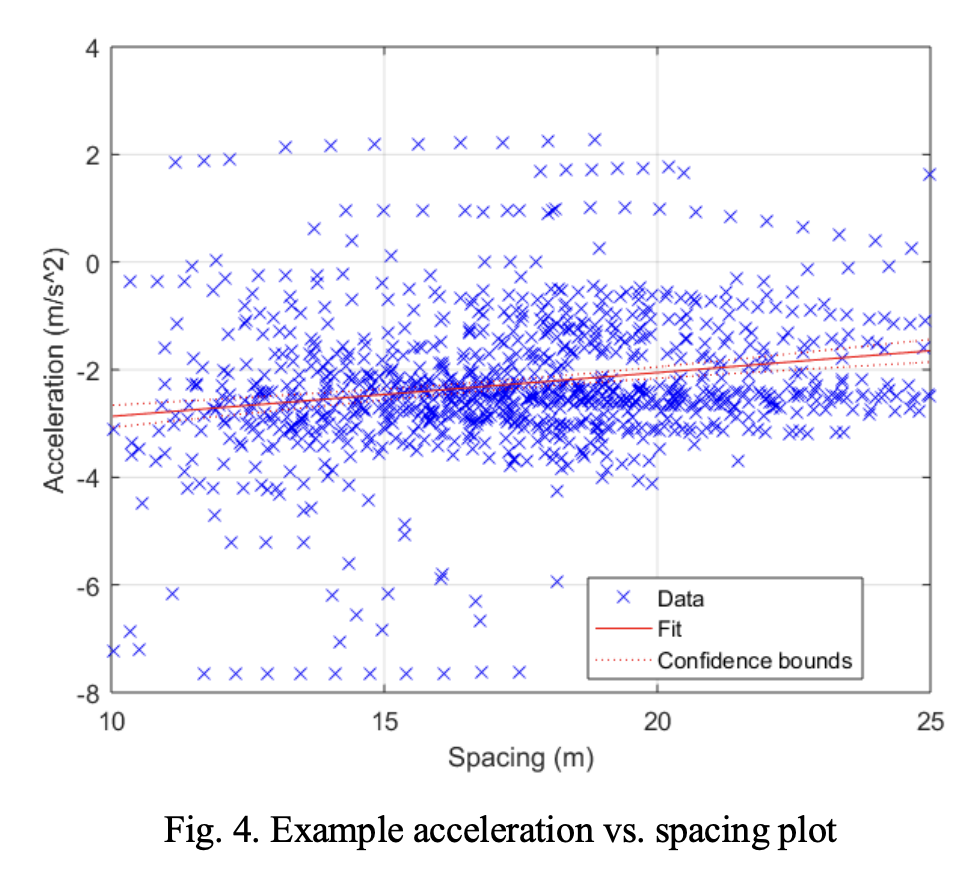 4
2
0
-2
-4
-6
-8
Acceleration (m/s^2)
Data
Fit
Confidence bounds
10 15 20 25
Spacing (m)
Fig. 4. Example acceleration vs. spacing plot